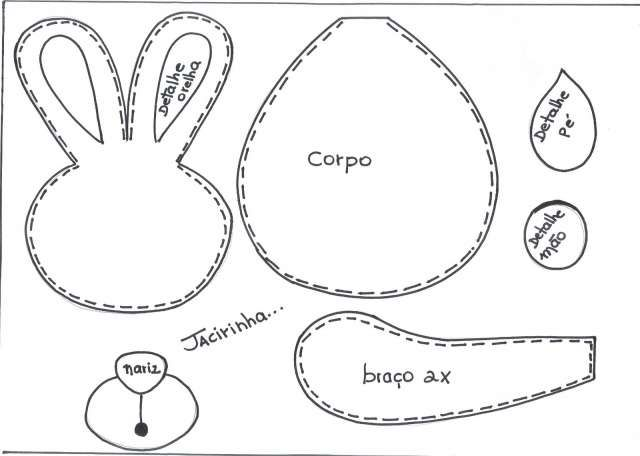 Detalhe
orelha
Corpo
Detalhe
Pé
Detalhe
mão
JAcirinha...
nariz
braço 2x